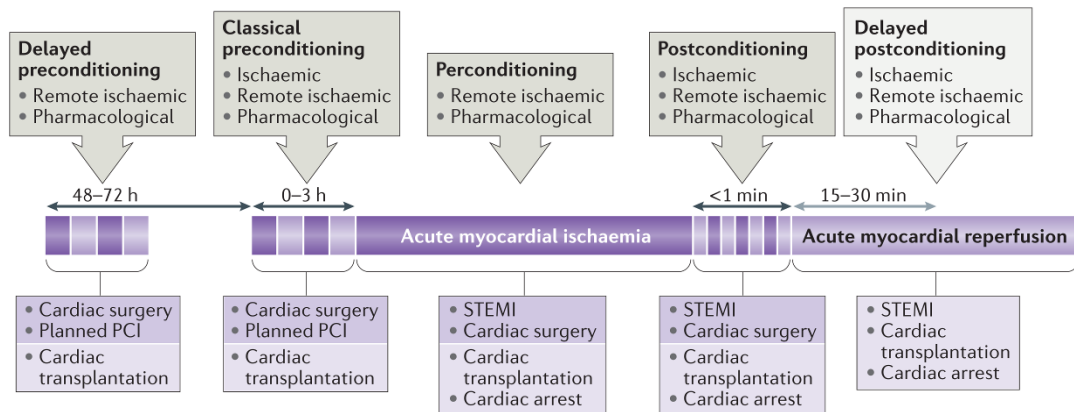 Delayed
preconditioning
• Remote ischaemic
• Pharmacological
Classical
preconditioning
• Ischaemic
• Remote ischaemic
• Pharmacological
Perconditioning
• Remote ischaemic
• Pharmacological
Postconditioning
• Ischaemic
• Remote ischaemic
• Pharmacological
Delayed
postconditioning
• Ischaemic
• Remote ischaemic
• Pharmacological
48–72 h
0–3 h
<1 min
15–30 min
Acute myocardial ischaemia
Acute myocardial reperfusion
• Cardiac surgery
• Planned PCI
• Cardiac
transplantation
• Cardiac surgery
• Planned PCI
• Cardiac
transplantation
• STEMI
• Cardiac surgery
• Cardiac
transplantation
• Cardiac arrest
• STEMI
• Cardiac surgery
• Cardiac
transplantation
• Cardiac arrest
• STEMI
• Cardiac
transplantation
• Cardiac arrest